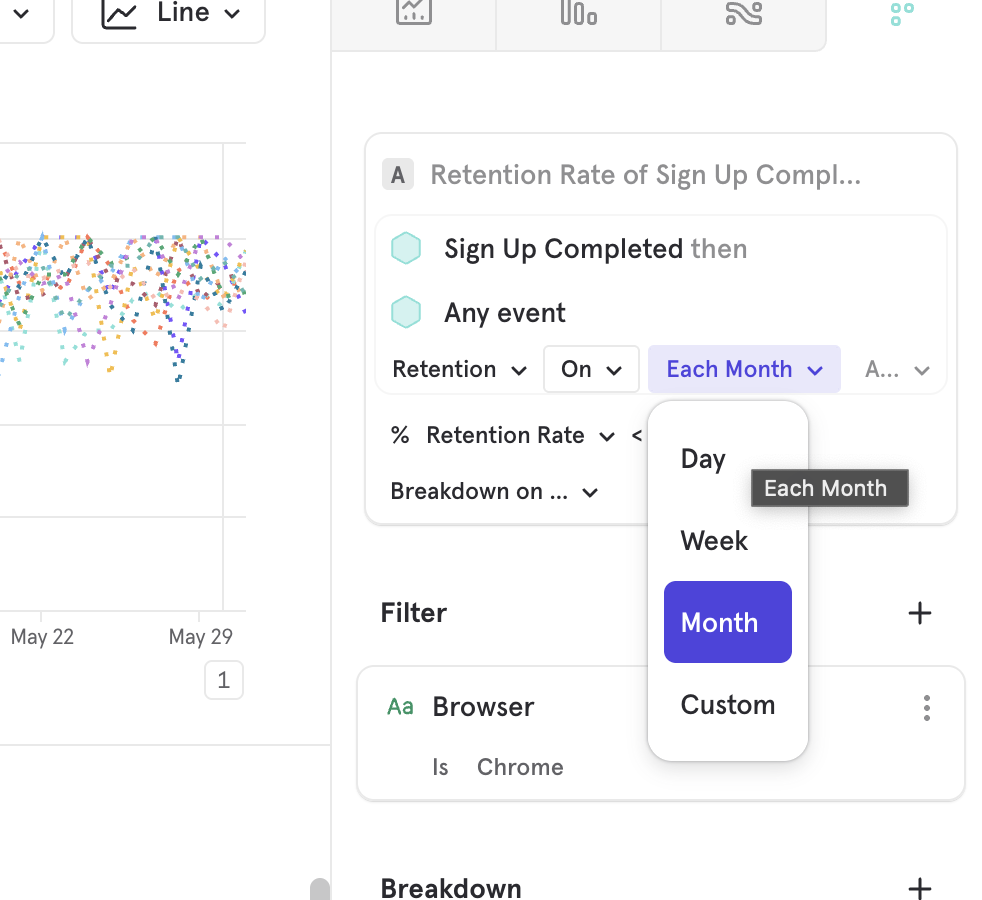 Line
A Retention Rate of Sign Up Compl...
Sign Up Completed then
Any event
Retention On Each Month A...
% Retention Rate <
Breakdown on ...
Day
Each Month
Week
Month
Custom
Filter
Aa Browser
Is Chrome
Breakdown
May 22 May 29
1